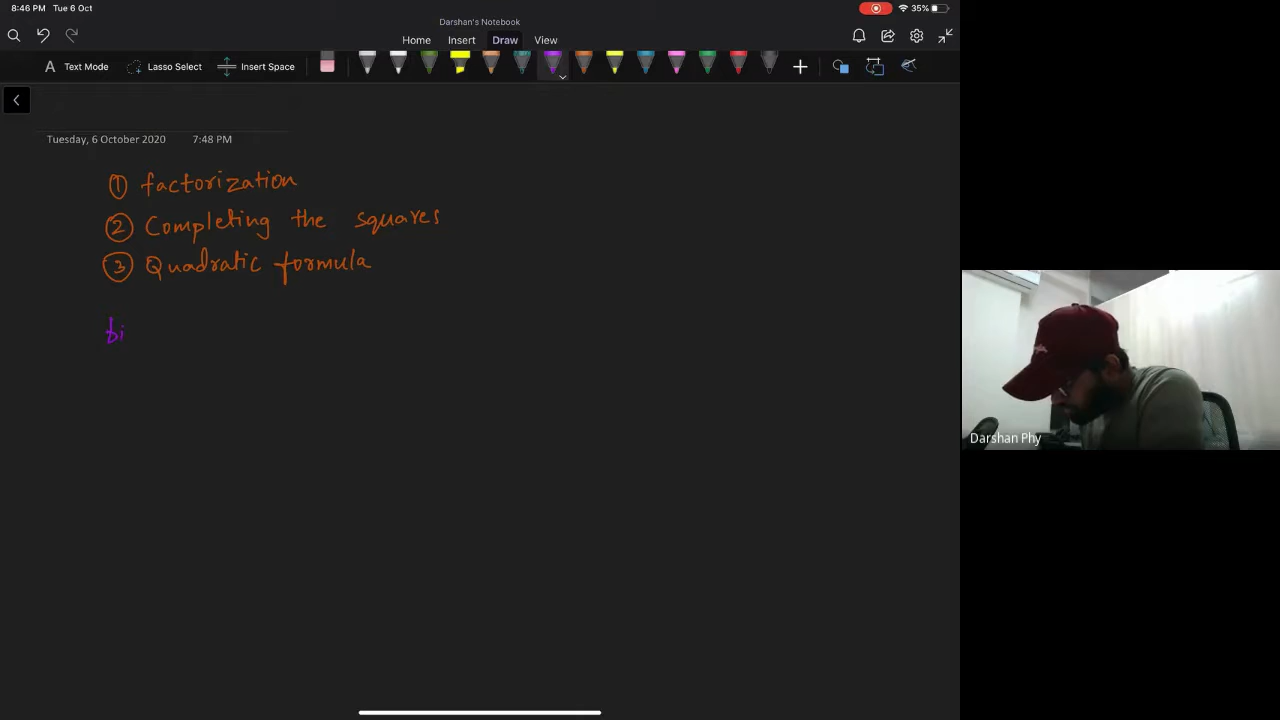 8:46 PM Tue 6 Oct
35%
Darshan's Notebook
Home Insert Draw View
A Text Mode Lasso Select Insert Space
Tuesday, 6 October 2020 7:48 PM
① factorization
② Completing the squares
③ Quadratic formula
bi
Darshan Phy